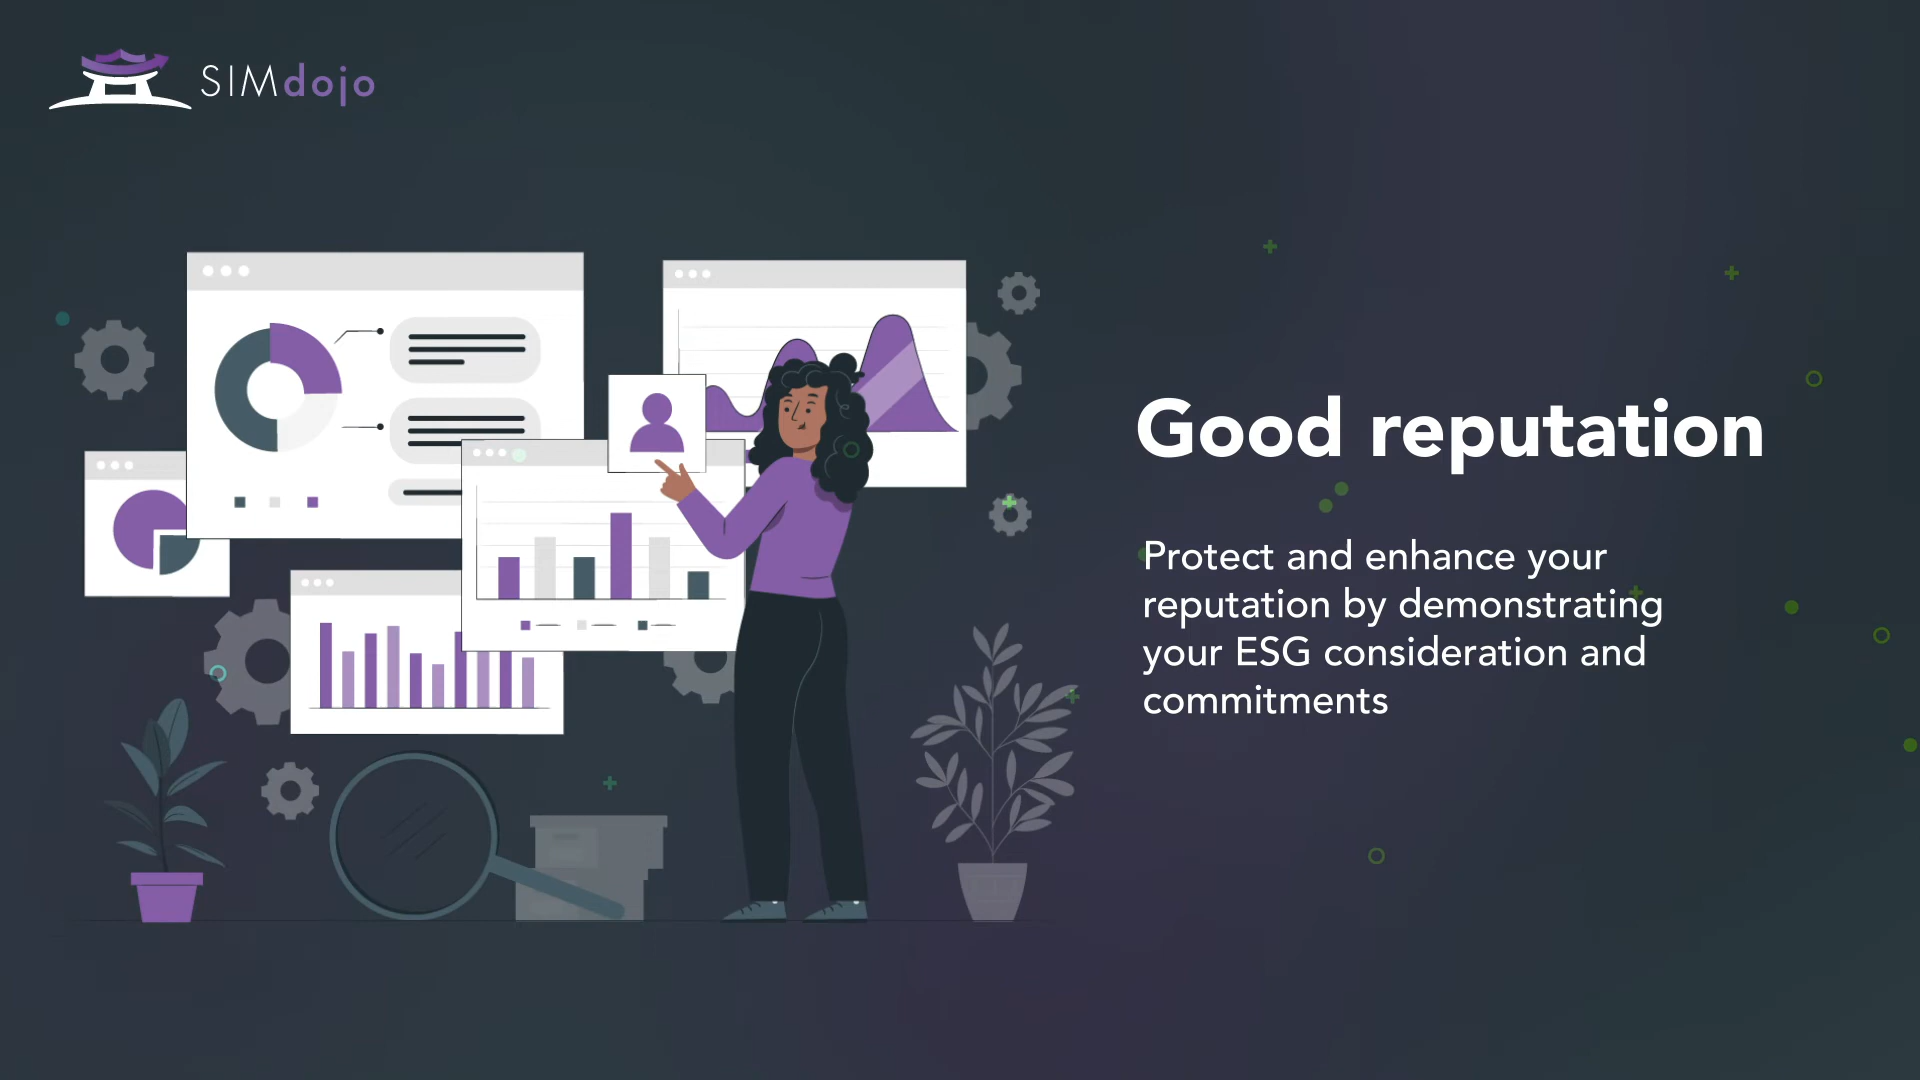 SIMdojo
Good reputation
Protect and enhance your
reputation by demonstrating
your ESG consideration and
commitments